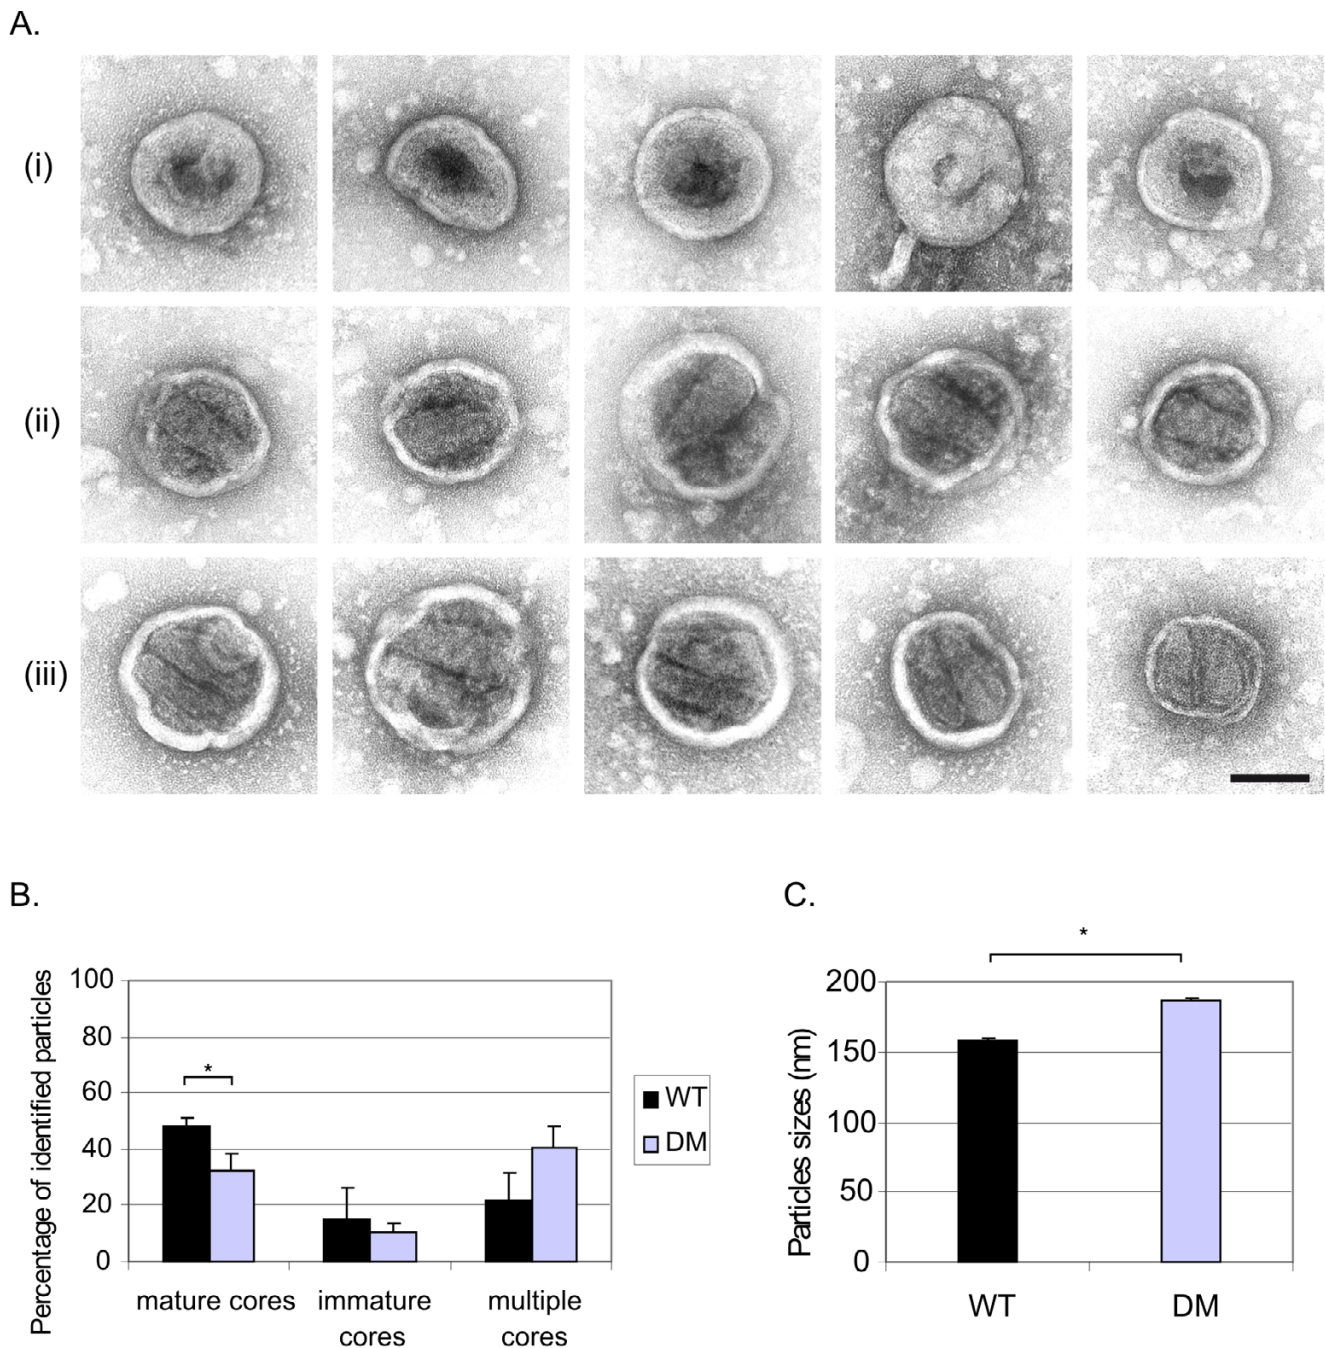 A.
(i)
(ii)
(iii)
B.
Percentage of identified particles
100
80
60
40
20
0
*
mature cores
immature
cores
multiple
cores
WT
DM
C.
Particles sizes (nm)
200
150
100
50
0
*
WT
DM